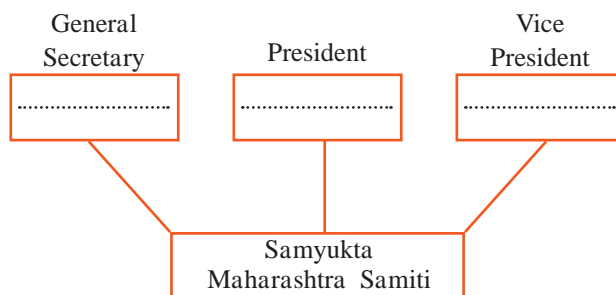 General
Secretary
President
Vice
President
..............................
..............................
..............................
Samyukta
Maharashtra Samiti